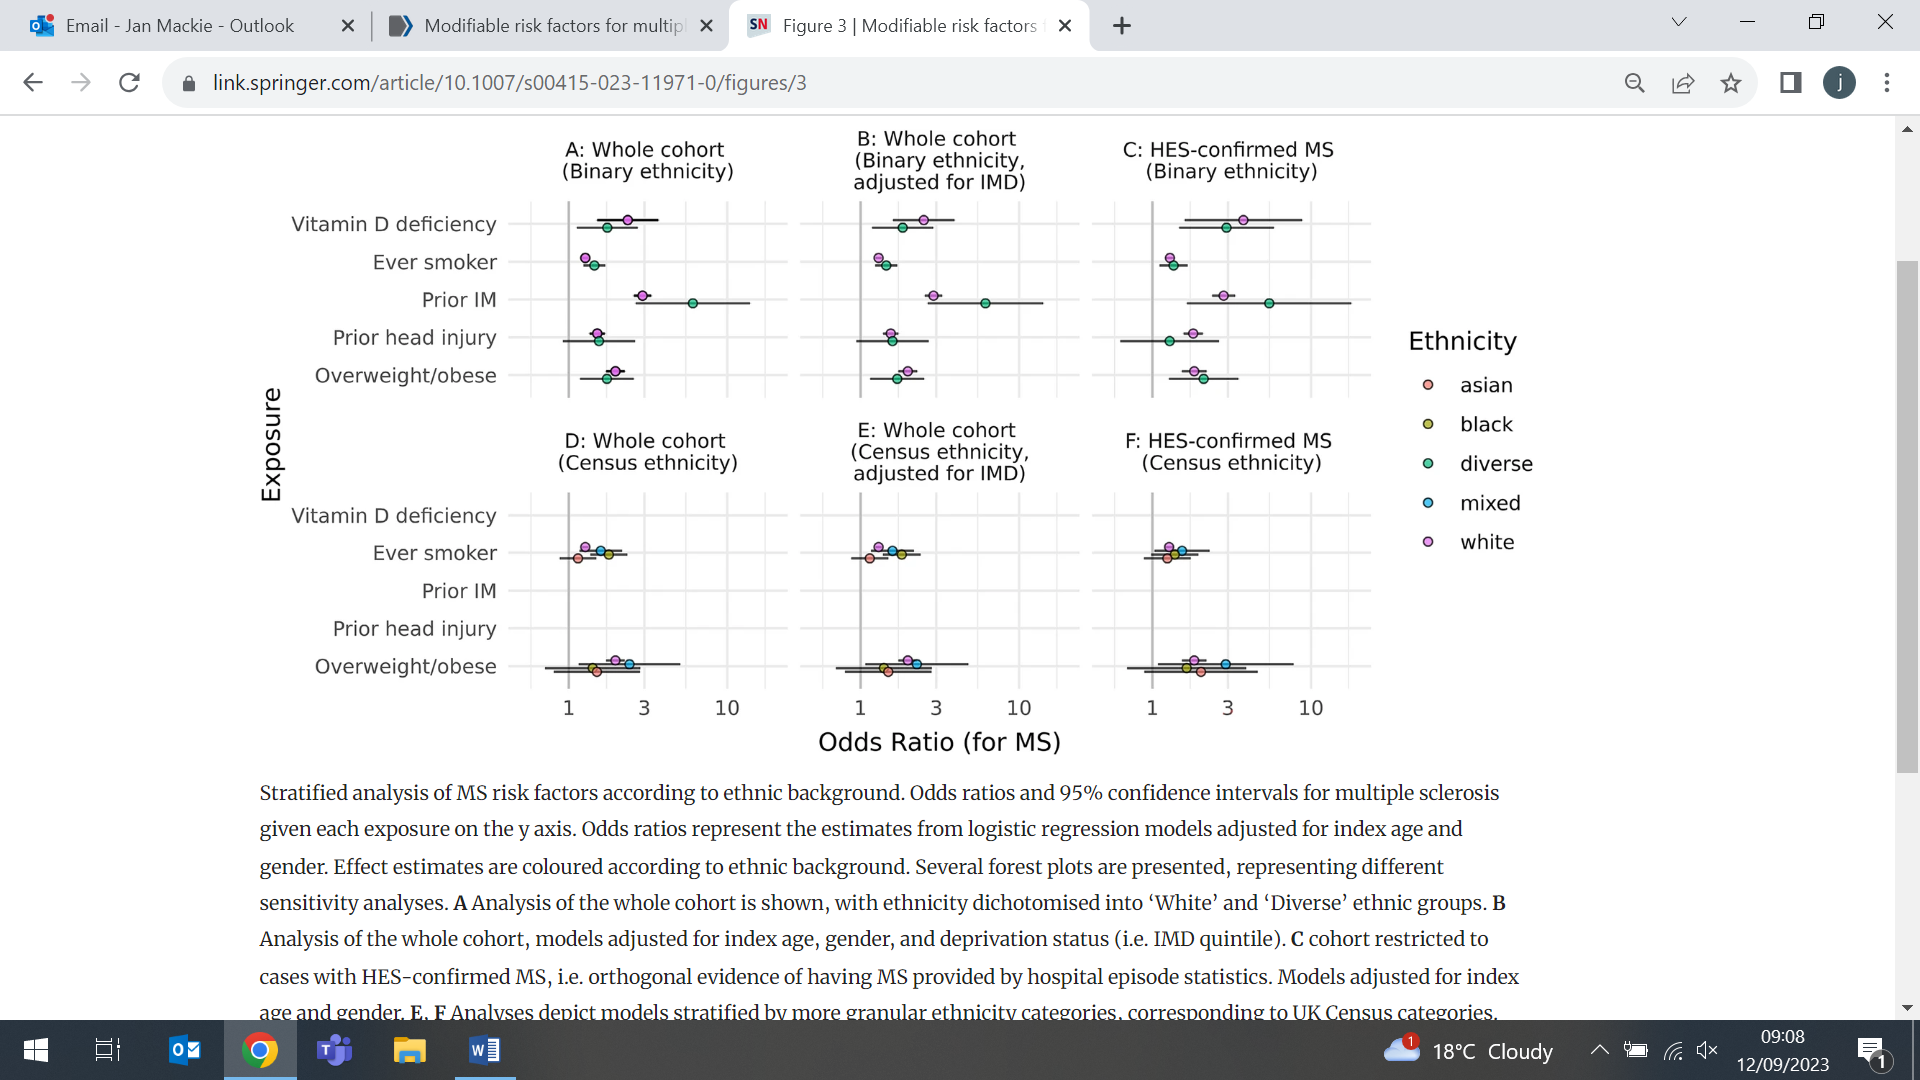 Email - Jan Mackie - Outlook
Modifiable risk factors for multipl
SN
Figure 3 | Modifiable risk factors f
link.springer.com/article/10.1007/s00415-023-11971-0/figures/3
j
A: Whole cohort
(Binary ethnicity)
B: Whole cohort
(Binary ethnicity,
adjusted for IMD)
C: HES-confirmed MS
(Binary ethnicity)
Vitamin D deficiency
Ever smoker
Prior IM
Prior head injury
Overweight/obese
Exposure
D: Whole cohort
(Census ethnicity)
E: Whole cohort
(Census ethnicity,
adjusted for IMD)
F: HES-confirmed MS
(Census ethnicity)
Vitamin D deficiency
Ever smoker
Prior IM
Prior head injury
Overweight/obese
1 3 10 1 3 10 1 3 10
Odds Ratio (for MS)
Ethnicity
asian
black
diverse
mixed
white
Stratified analysis of MS risk factors according to ethnic background. Odds ratios and 95% confidence intervals for multiple sclerosis
given each exposure on the y axis. Odds ratios represent the estimates from logistic regression models adjusted for index age and
gender. Effect estimates are coloured according to ethnic background. Several forest plots are presented, representing different
sensitivity analyses. A Analysis of the whole cohort is shown, with ethnicity dichotomised into ‘White’ and ‘Diverse’ ethnic groups. B
Analysis of the whole cohort, models adjusted for index age, gender, and deprivation status (i.e. IMD quintile). C cohort restricted to
cases with HES-confirmed MS, i.e. orthogonal evidence of having MS provided by hospital episode statistics. Models adjusted for index
age and gender. E, F Analyses depict models stratified by more granular ethnicity categories, corresponding to UK Census categories.
1
18°C Cloudy
09:08
12/09/2023
1